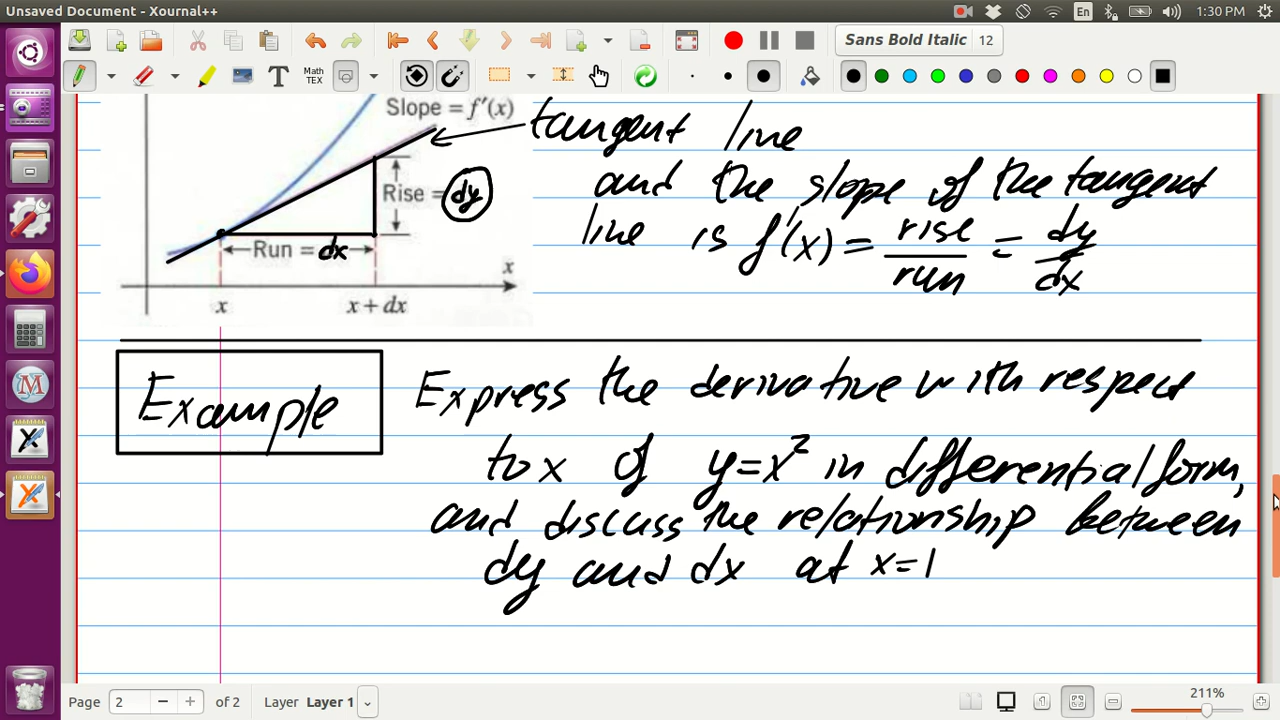 Unsaved Document - Xournal++
En
1:30 PM
Sans Bold Italic 12
Math
TEX
Slope = f'(x)
tangent line
and the slope of the tangent
line is f'(x) = rise/run = dy/dx
Rise = dy
Run = dx
x
x
x + dx
Example
Express the derivative with respect
to x of y=x² in differential form,
and discuss the relationship between
dy and dx at x=1
Page 2 of 2 Layer Layer 1
211%